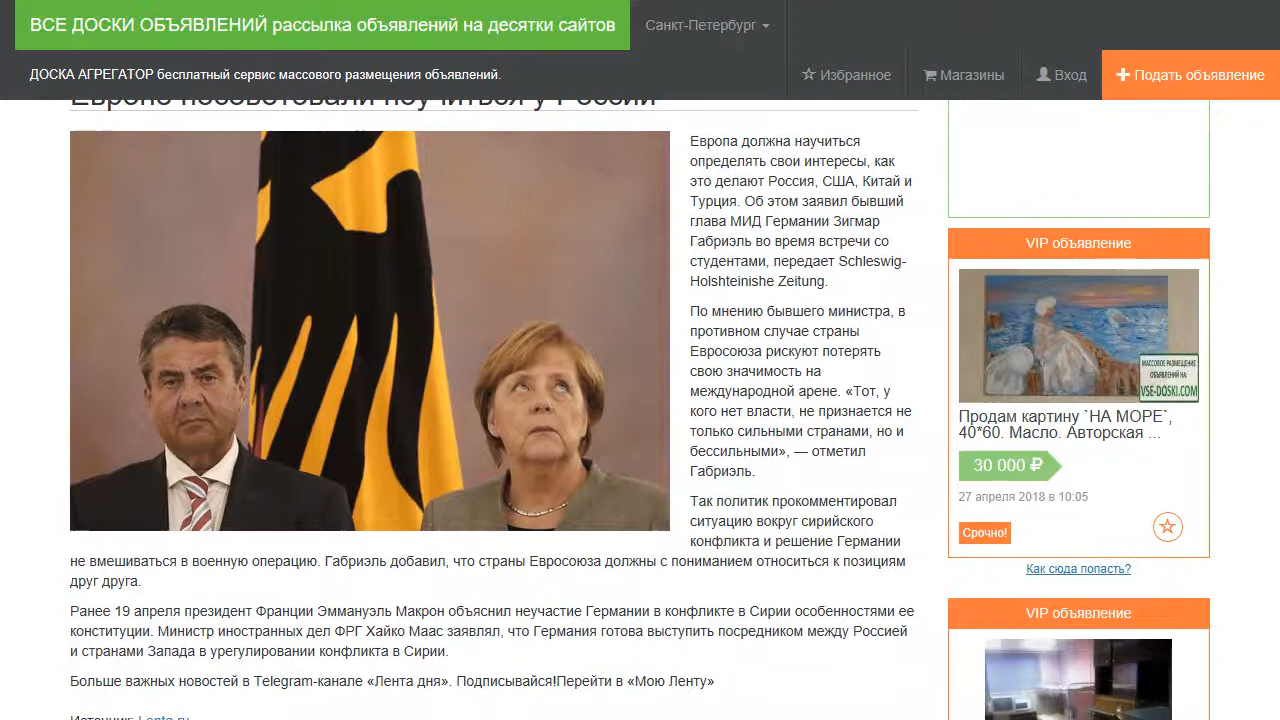 ВСЕ ДОСКИ ОБЪЯВЛЕНИЙ рассылка объявлений на десятки сайтов
Санкт-Петербург
ДОСКА АГРЕГАТОР бесплатный сервис массового размещения объявлений.
Избранное
Магазины
Вход
Подать объявление
Европе посоветовали поучиться у России
Европа должна научиться
определять свои интересы, как
это делают Россия, США, Китай и
Турция. Об этом заявил бывший
глава МИД Германии Зигмар
Габриэль во время встречи со
студентами, передает Schleswig-
Holshteinishe Zeitung.
По мнению бывшего министра, в
противном случае страны
Евросоюза рискуют потерять
свою значимость на
международной арене. «Тот, у
кого нет власти, не признается не
только сильными странами, но и
бессильными», — отметил
Габриэль.
Так политик прокомментировал
ситуацию вокруг сирийского
конфликта и решение Германии
не вмешиваться в военную операцию. Габриэль добавил, что страны Евросоюза должны с пониманием относиться к позициям
друг друга.
Ранее 19 апреля президент Франции Эммануэль Макрон объяснил неучастие Германии в конфликте в Сирии особенностями ее
конституции. Министр иностранных дел ФРГ Хайко Маас заявлял, что Германия готова выступить посредником между Россией
и странами Запада в урегулировании конфликта в Сирии.
Больше важных новостей в Telegram-канале «Лента дня». Подписывайся!Перейти в «Мою Ленту»
Источник: Lenta.ru
VIP объявление
МАССОВОЕ РАЗМЕЩЕНИЕ
ОБЪЯВЛЕНИЙ НА:
VSE-DOSKI.COM
Продам картину `НА МОРЕ`,
40*60. Масло. Авторская ...
30 000 ₽
27 апреля 2018 в 10:05
Срочно!
Как сюда попасть?
VIP объявление